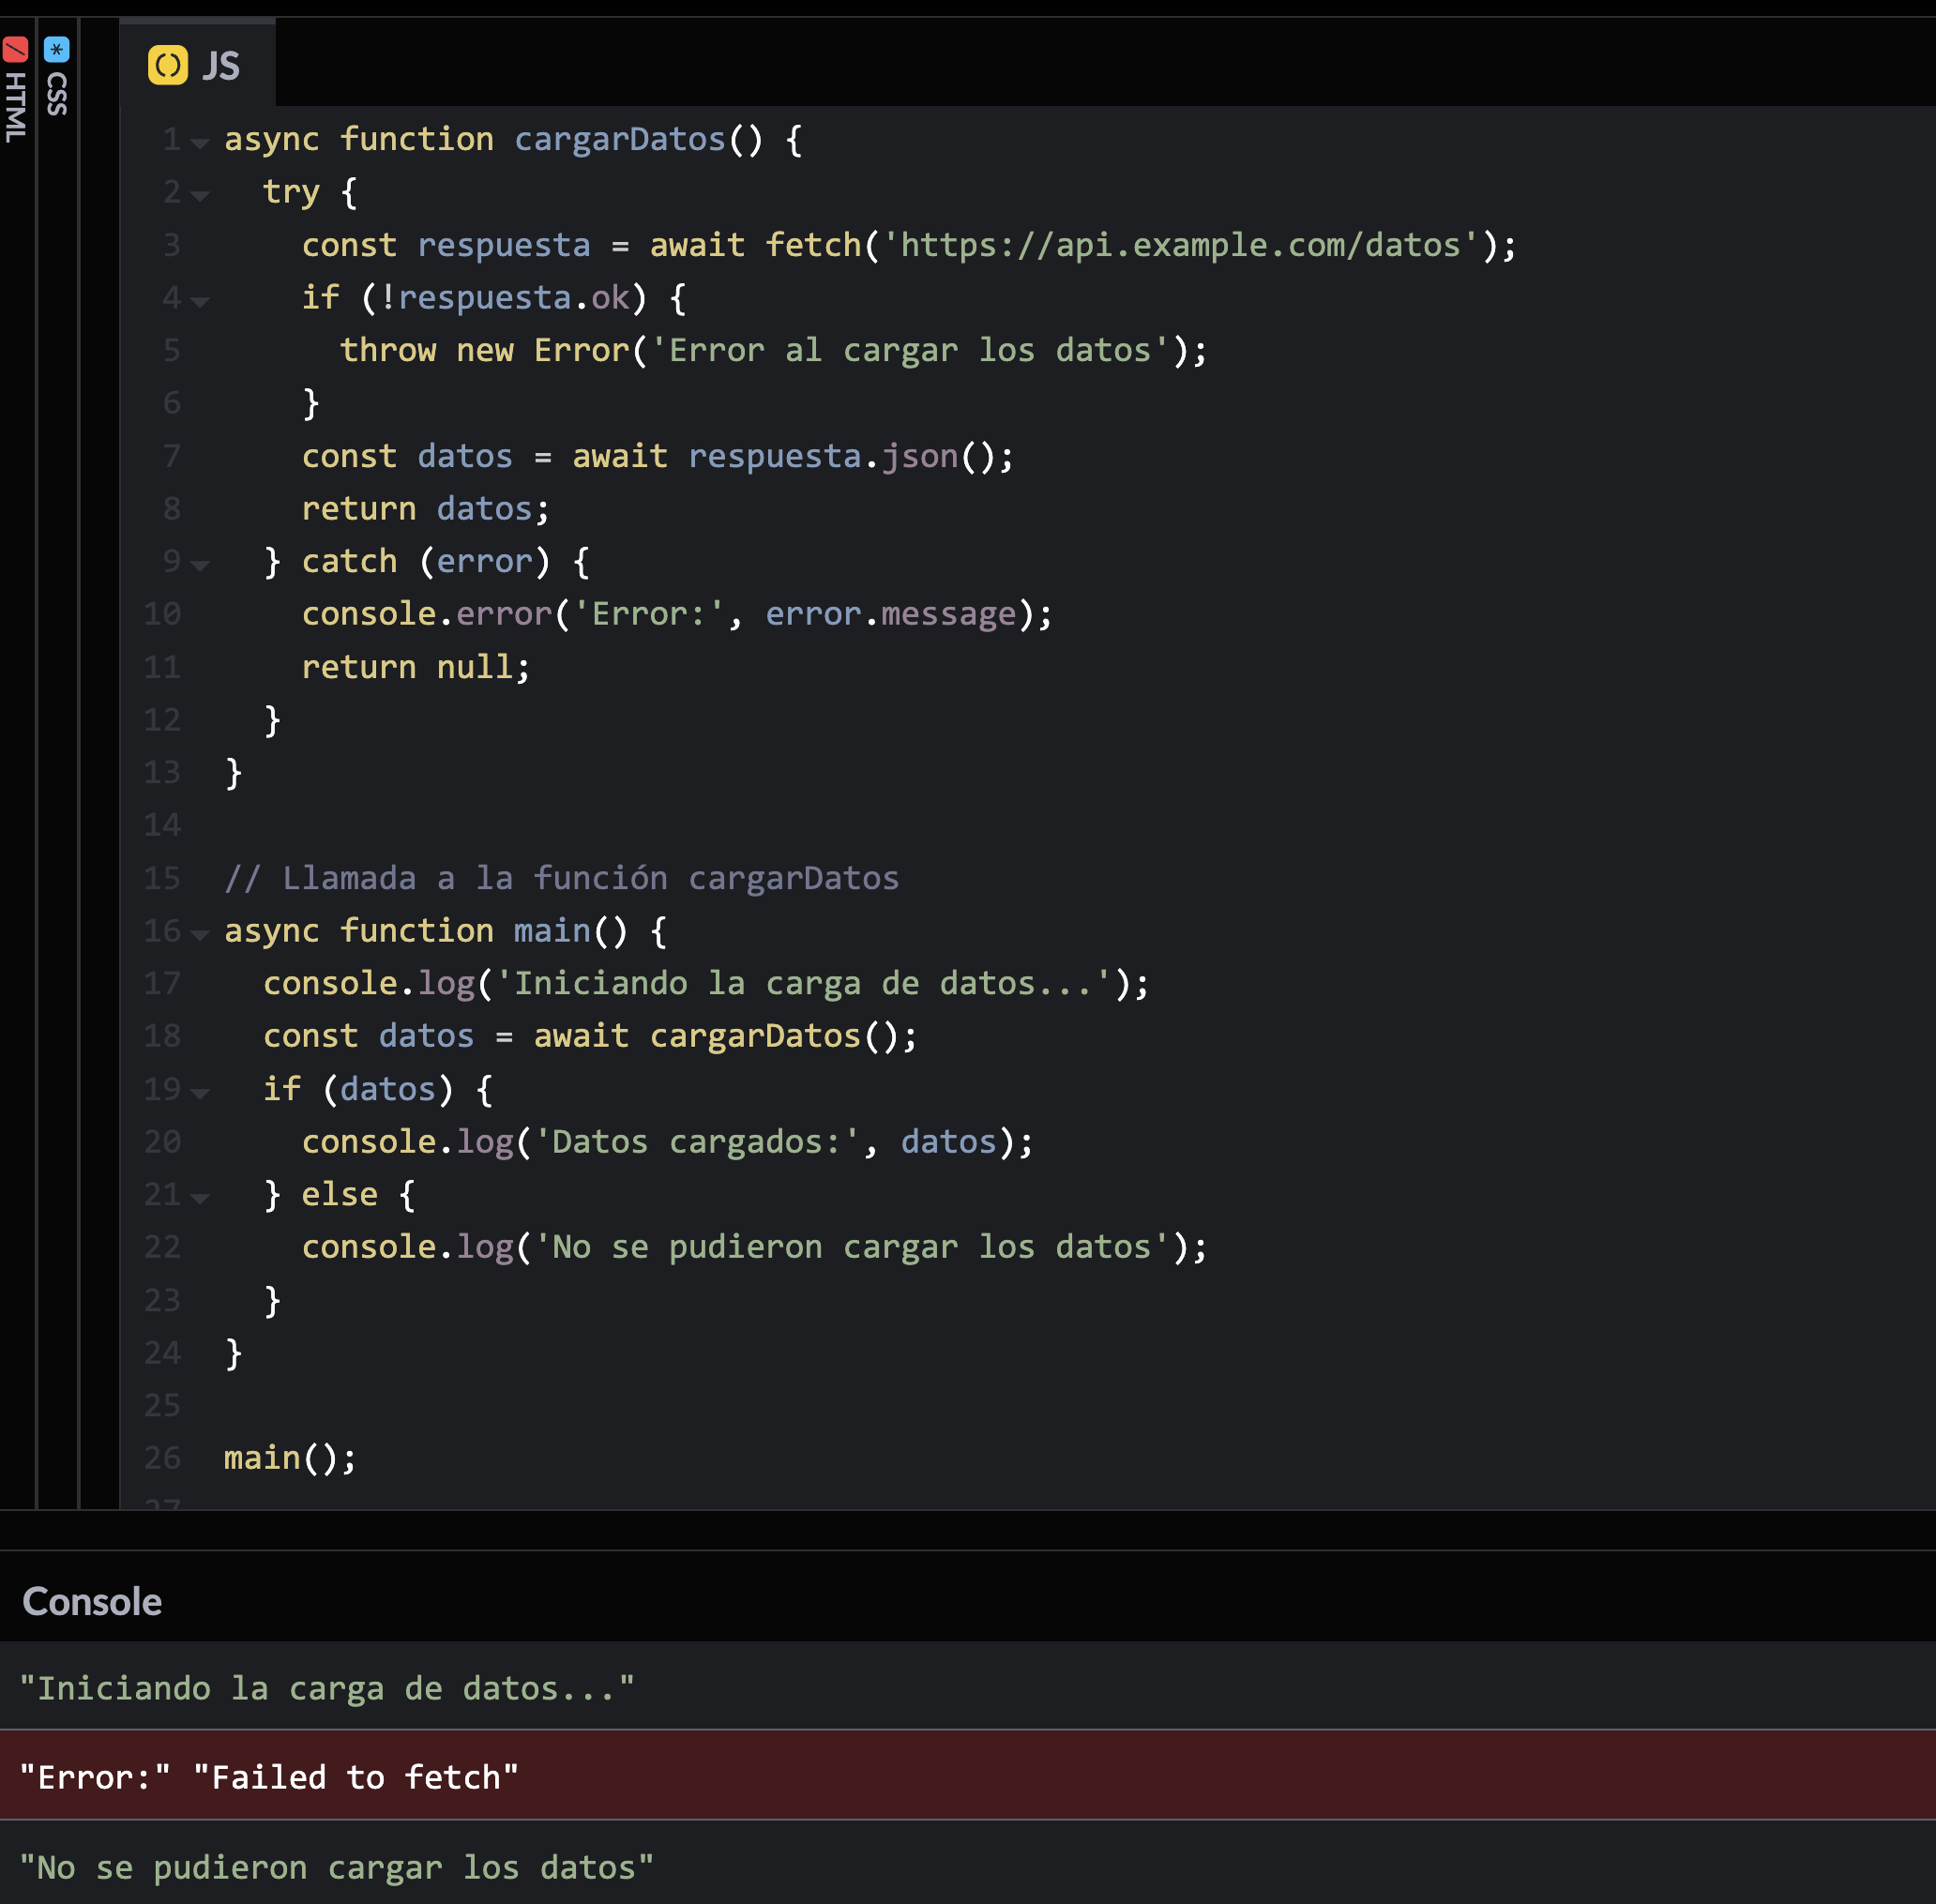 HTML
CSS
JS
1 async function cargarDatos() {
2   try {
3     const respuesta = await fetch('https://api.example.com/datos');
4     if (!respuesta.ok) {
5       throw new Error('Error al cargar los datos');
6     }
7     const datos = await respuesta.json();
8     return datos;
9   } catch (error) {
10     console.error('Error:', error.message);
11     return null;
12   }
13 }
14
15 // Llamada a la función cargarDatos
16 async function main() {
17   console.log('Iniciando la carga de datos...');
18   const datos = await cargarDatos();
19   if (datos) {
20     console.log('Datos cargados:', datos);
21   } else {
22     console.log('No se pudieron cargar los datos');
23   }
24 }
25
26 main();
27
Console
"Iniciando la carga de datos..."
"Error:" "Failed to fetch"
"No se pudieron cargar los datos"